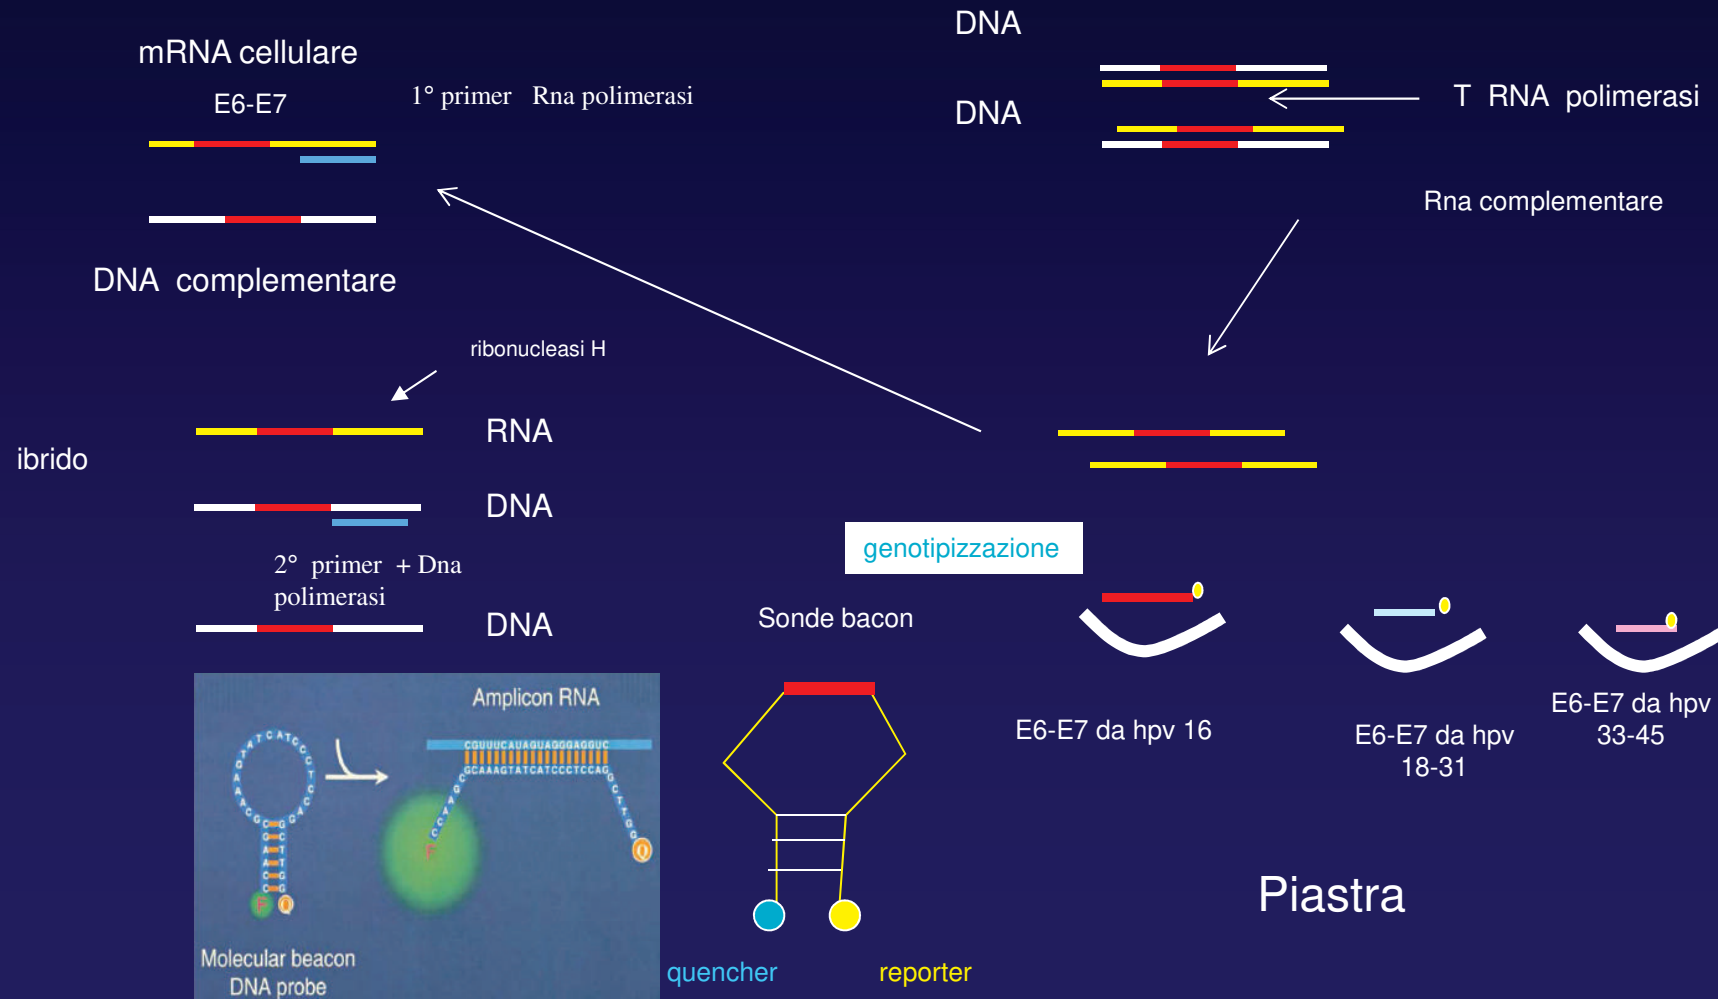 mRNA cellulare
E6-E7
1° primer Rna polimerasi
DNA
DNA
T RNA polimerasi
Rna complementare
DNA complementare
ribonucleasi H
RNA
ibrido
DNA
2° primer + Dna
polimerasi
DNA
genotipizzazione
Sonde bacon
E6-E7 da hpv 16
E6-E7 da hpv
18-31
E6-E7 da hpv
33-45
Piastra
quencher
reporter
Amplicon RNA
CGUUUCAUAGUAGGGAGGUC
GCAAAGTATCATCCCTCCAG
F
Q
F
Q
Molecular beacon
DNA probe